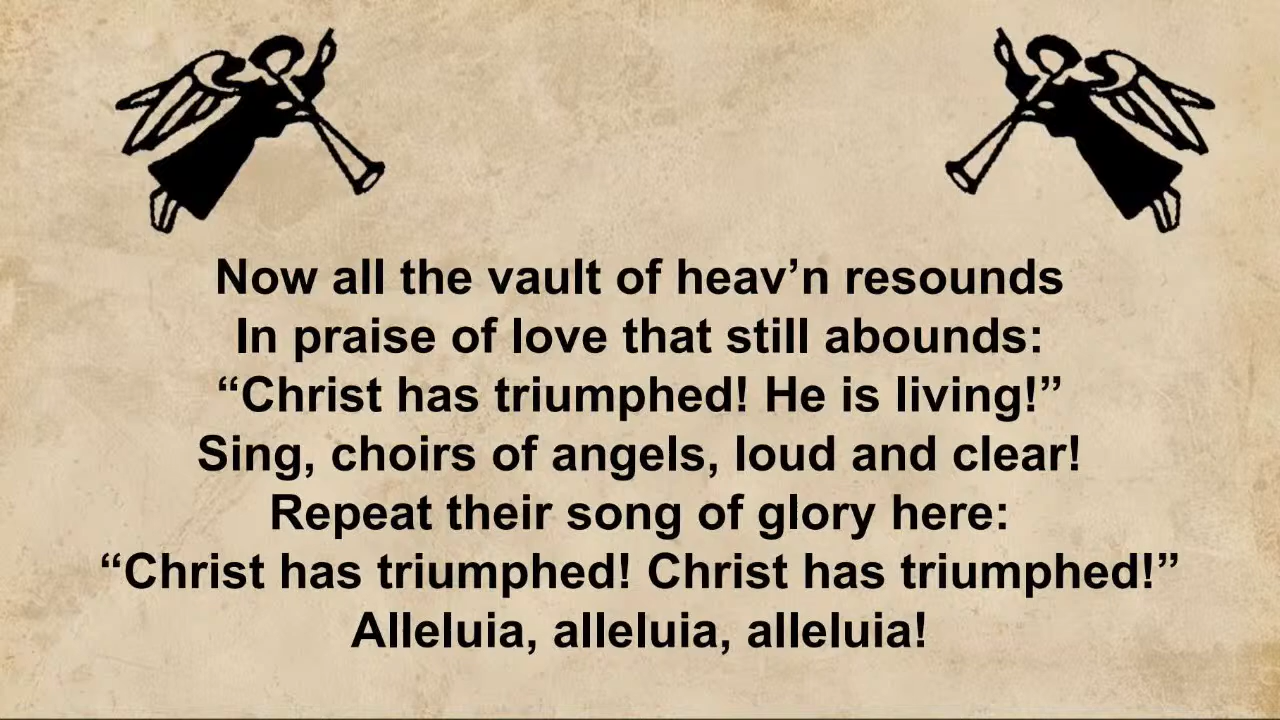 Now all the vault of heav’n resounds
In praise of love that still abounds:
“Christ has triumphed! He is living!”
Sing, choirs of angels, loud and clear!
Repeat their song of glory here:
“Christ has triumphed! Christ has triumphed!”
Alleluia, alleluia, alleluia!